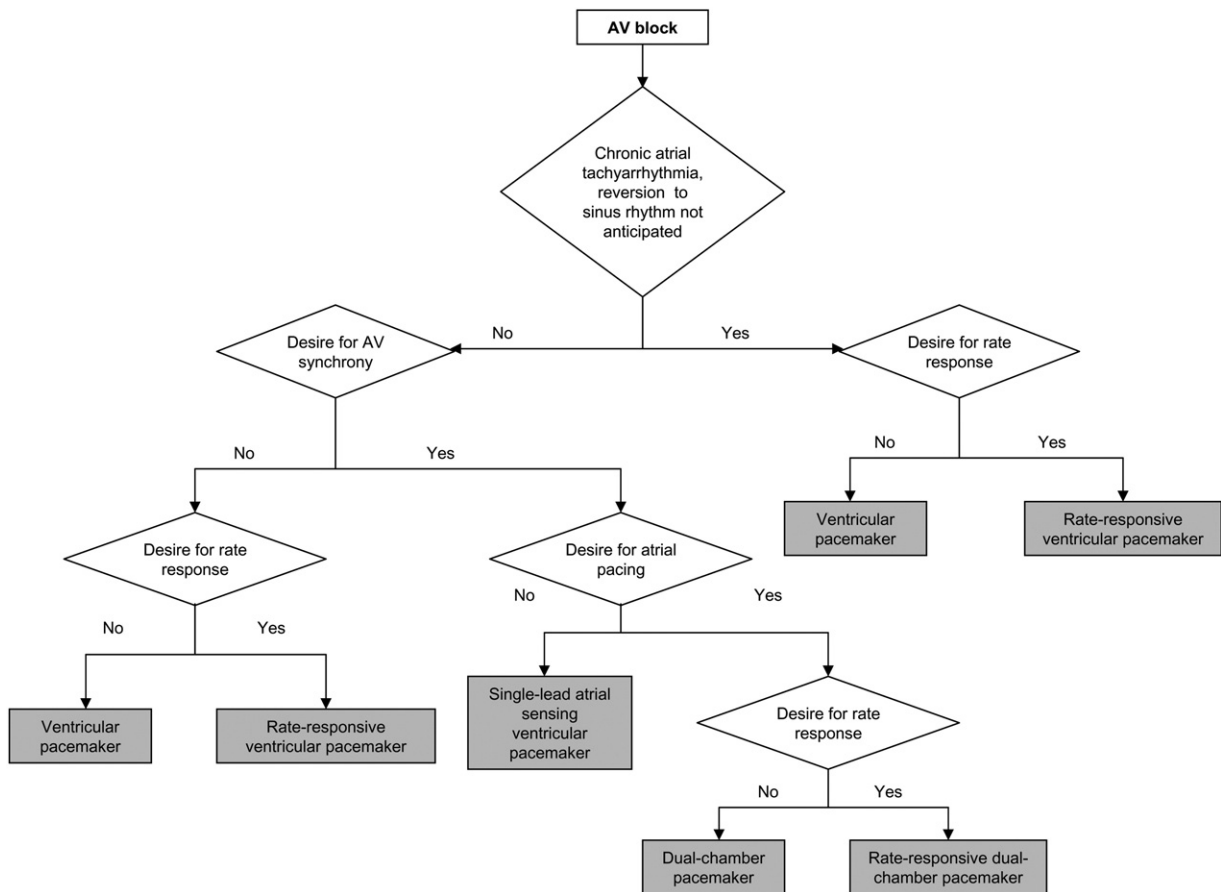 AV block
Chronic atrial
tachyarrhythmia,
reversion to
sinus rhythm not
anticipated
No
Yes
Desire for AV
synchrony
Desire for rate
response
No
Yes
No
Yes
Ventricular
pacemaker
Rate-responsive
ventricular pacemaker
Desire for rate
response
Desire for atrial
pacing
No
Yes
No
Yes
Ventricular
pacemaker
Rate-responsive
ventricular pacemaker
Single-lead atrial
sensing
ventricular
pacemaker
Desire for rate
response
No
Yes
Dual-chamber
pacemaker
Rate-responsive dual-
chamber pacemaker